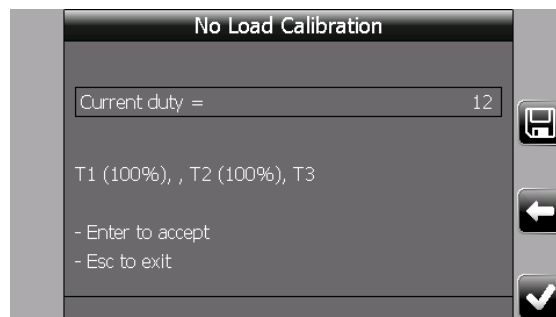 No Load Calibration
Current duty = 12
T1 (100%), , T2 (100%), T3
- Enter to accept
- Esc to exit